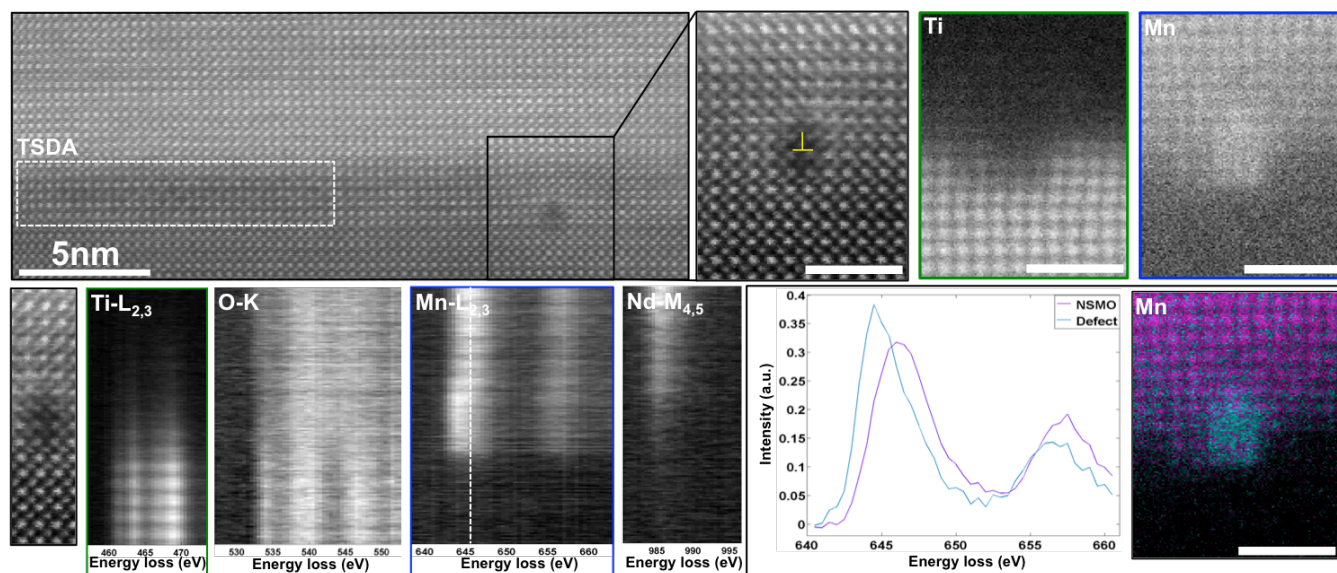 TSDA
5nm
⊥
Ti
Mn
Ti-L2,3
460 465 470
Energy loss (eV)
O-K
530 535 540 545 550
Energy loss (eV)
Mn-L2,3
640 645 650 655 660
Energy loss (eV)
Nd-M4,5
985 990 995
Energy loss (eV)
NSMO
Defect
0.4
0.35
0.3
0.25
0.2
0.15
0.1
0.05
0
Intensity (a.u.)
640 645 650 655 660
Energy loss (eV)
Mn